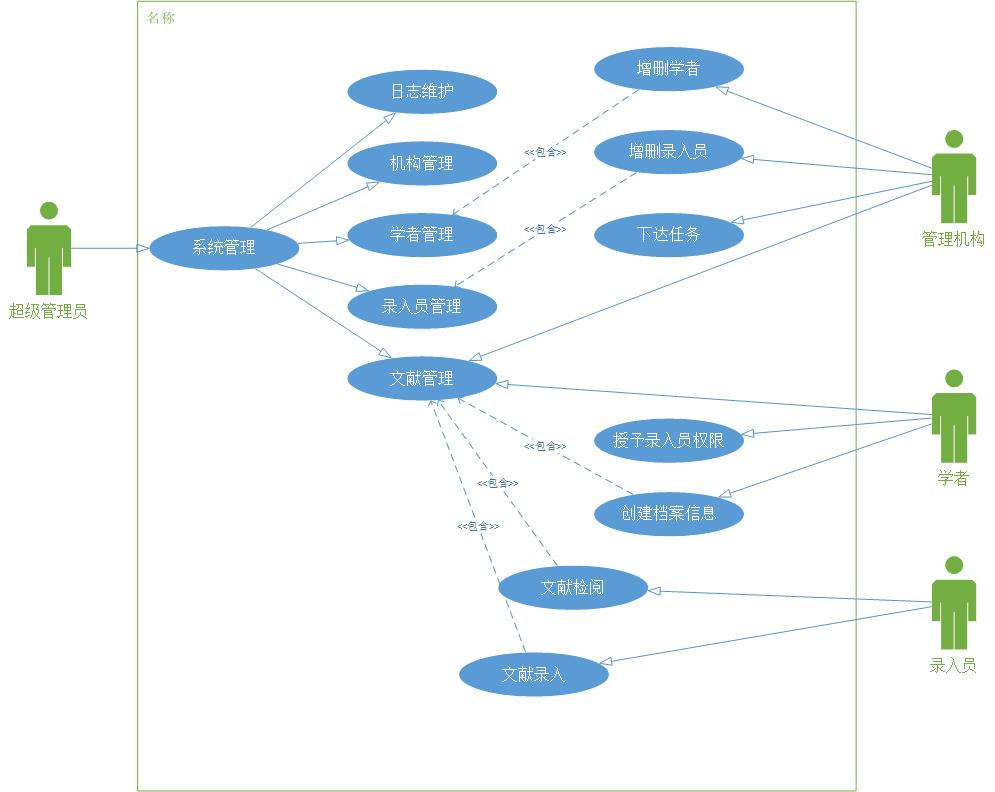 名称
日志维护
增删学者
机构管理
<<包含>>
增删录入员
管理机构
学者管理
<<包含>>
下达任务
系统管理
超级管理员
录入员管理
文献管理
授予录入员权限
<<包含>>
学者
<<包含>>
创建档案信息
<<包含>>
文献检阅
录入员
文献录入